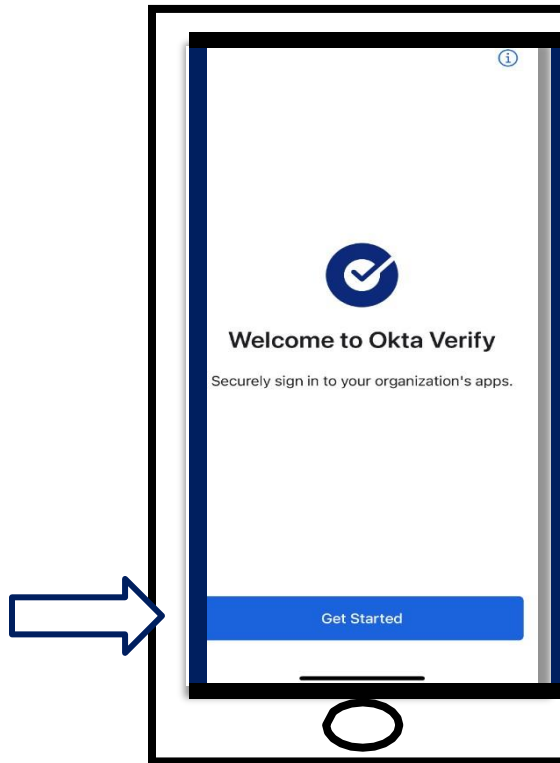 Welcome to Okta Verify
Securely sign in to your organization's apps.
Get Started